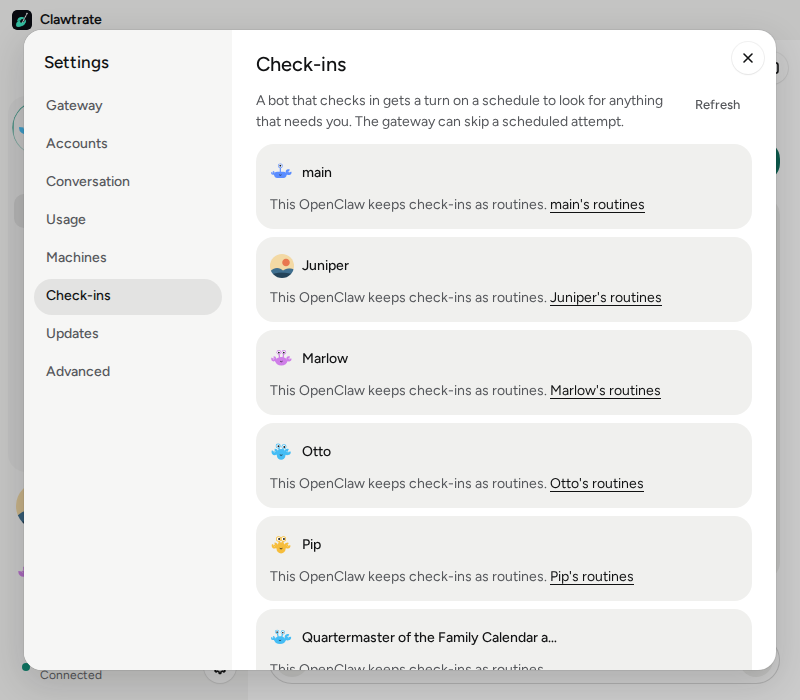 Clawtrate
Settings
Gateway
Accounts
Conversation
Usage
Machines
Check-ins
Updates
Advanced
Check-ins
A bot that checks in gets a turn on a schedule to look for anything
that needs you. The gateway can skip a scheduled attempt.
Refresh
main
This OpenClaw keeps check-ins as routines. main's routines
Juniper
This OpenClaw keeps check-ins as routines. Juniper's routines
Marlow
This OpenClaw keeps check-ins as routines. Marlow's routines
Otto
This OpenClaw keeps check-ins as routines. Otto's routines
Pip
This OpenClaw keeps check-ins as routines. Pip's routines
Quartermaster of the Family Calendar a...
This OpenClaw keeps check-ins as routines.
Connected